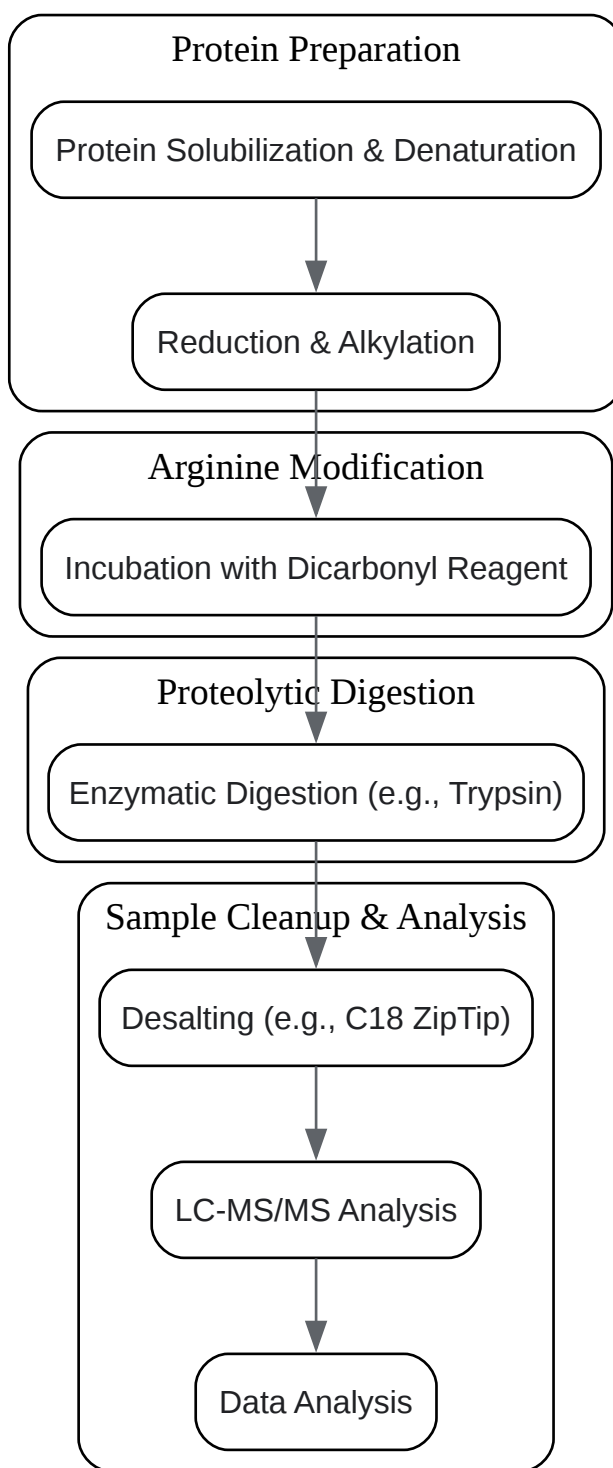 Protein Preparation
Protein Solubilization & Denaturation
Reduction & Alkylation
Arginine Modification
Incubation with Dicarbonyl Reagent
Proteolytic Digestion
Enzymatic Digestion (e.g., Trypsin)
Sample Cleanup & Analysis
Desalting (e.g., C18 ZipTip)
LC-MS/MS Analysis
Data Analysis